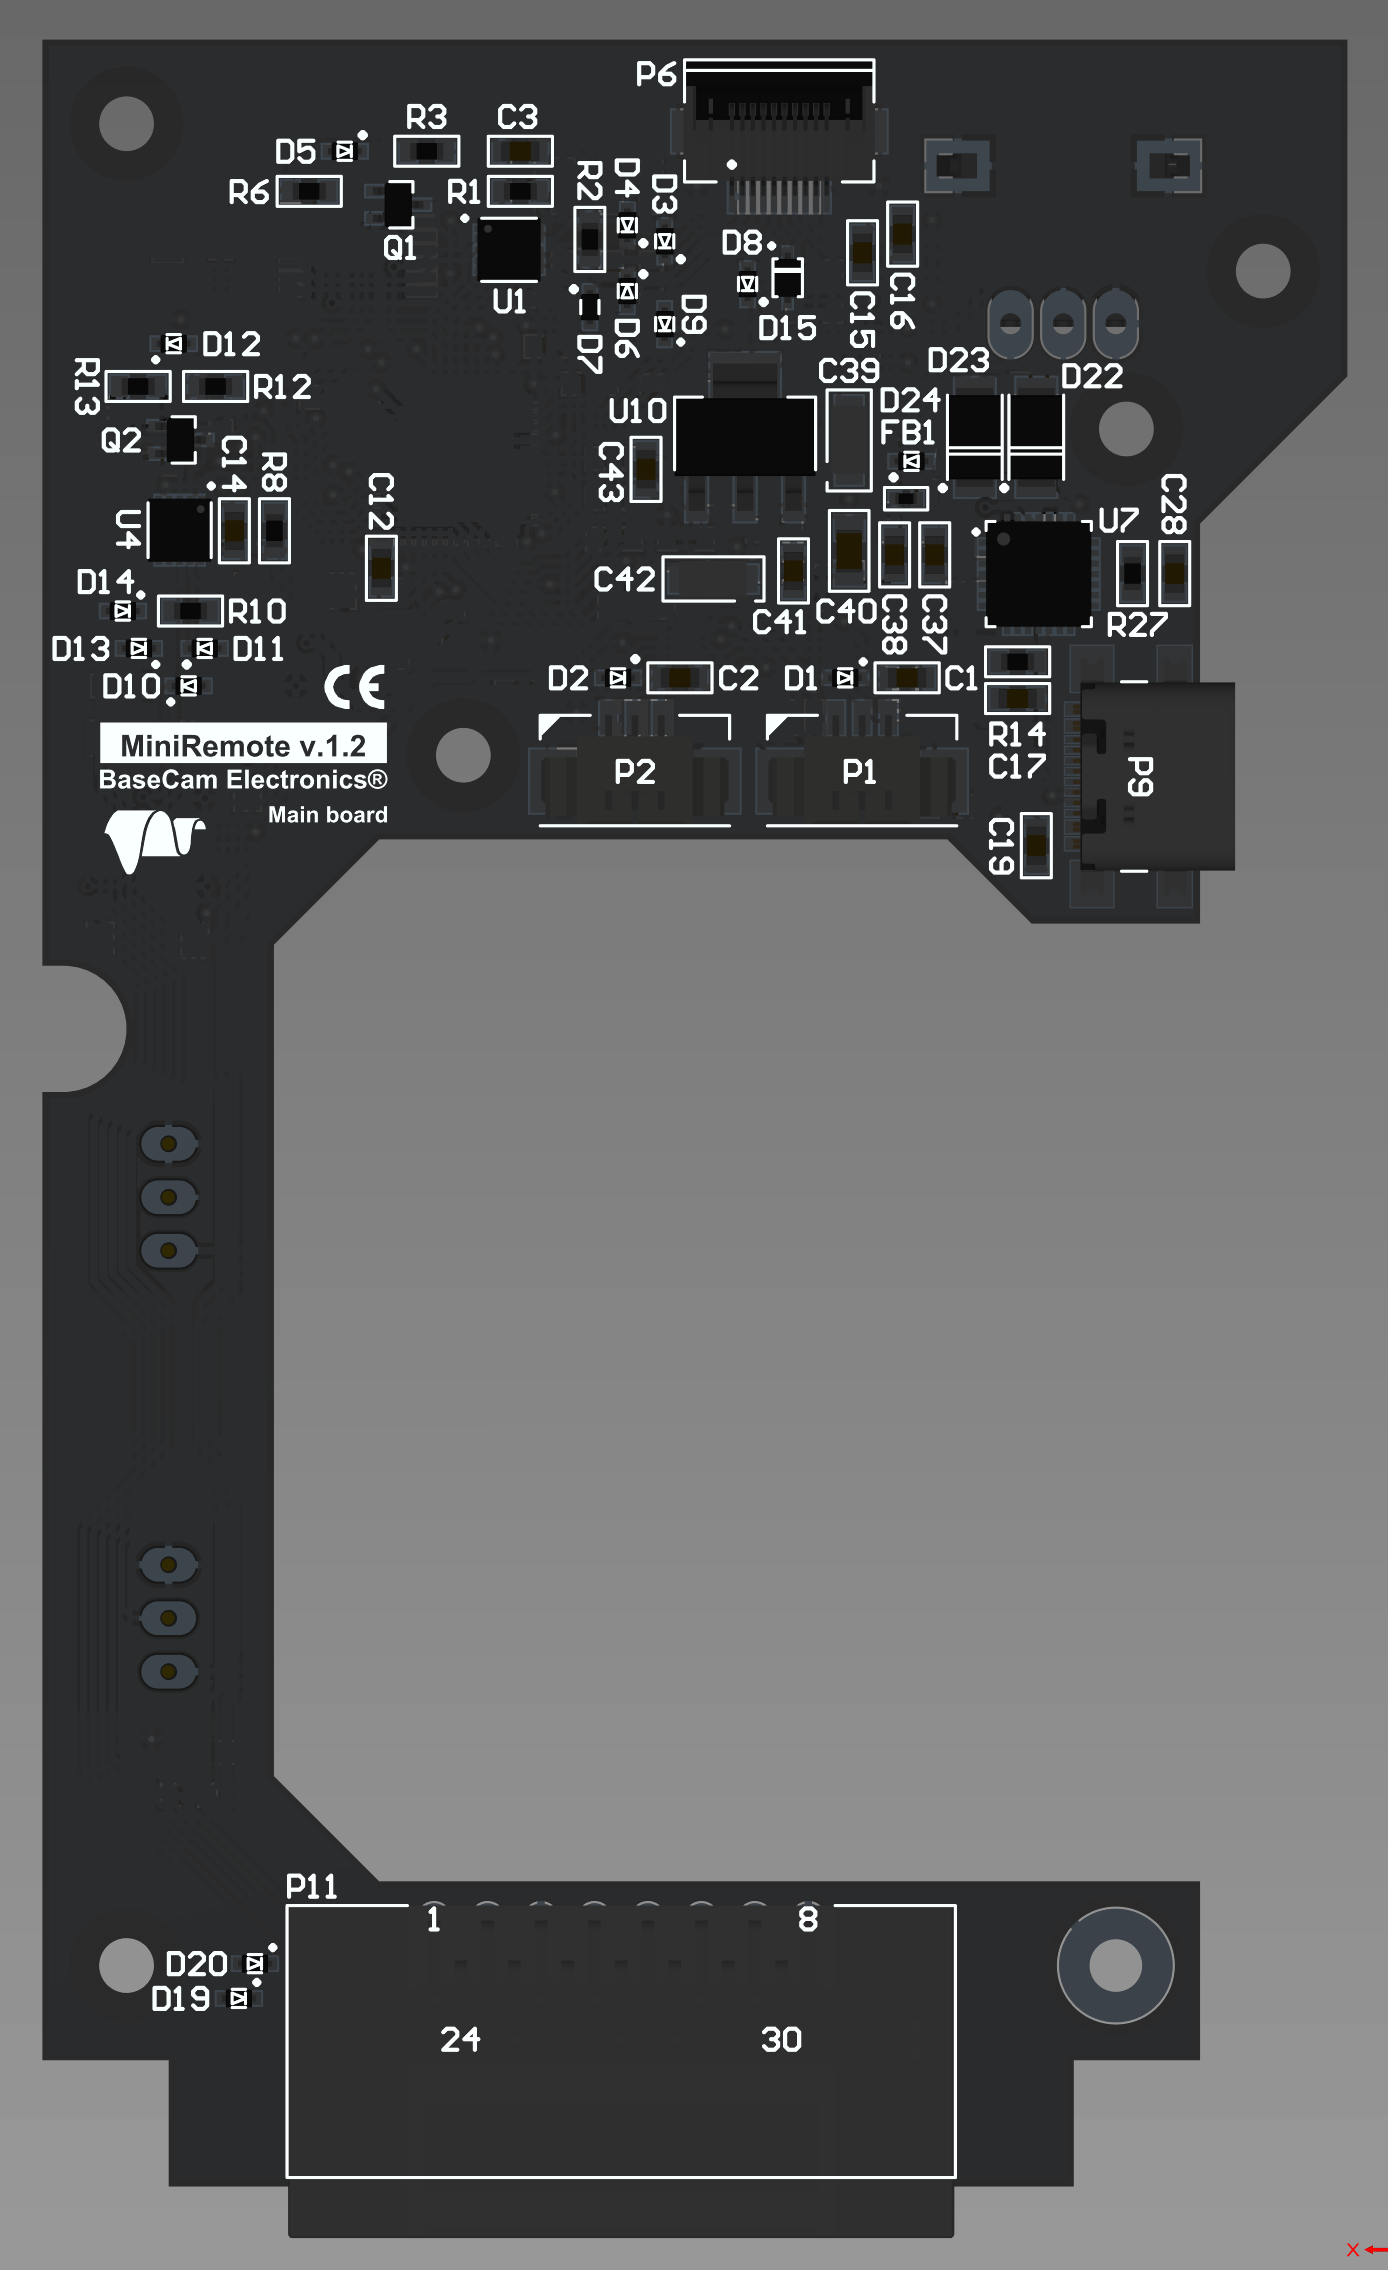 P6
R3
C3
D5
R6
R1
R2
D4
D3
Q1
U1
D8
D15
C15
C16
D7
D6
D9
D12
R13
R12
Q2
C14
R8
U4
C12
U10
C43
C39
D24
FB1
D23
D22
U7
C28
R27
C42
C41
C40
C38
C37
D14
R10
D13
D11
D10
CE
D2
C2
D1
C1
R14
C17
MiniRemote v.1.2
BaseCam Electronics®
Main board
P2
P1
P9
C19
P11
1
8
D20
D19
24
30
X